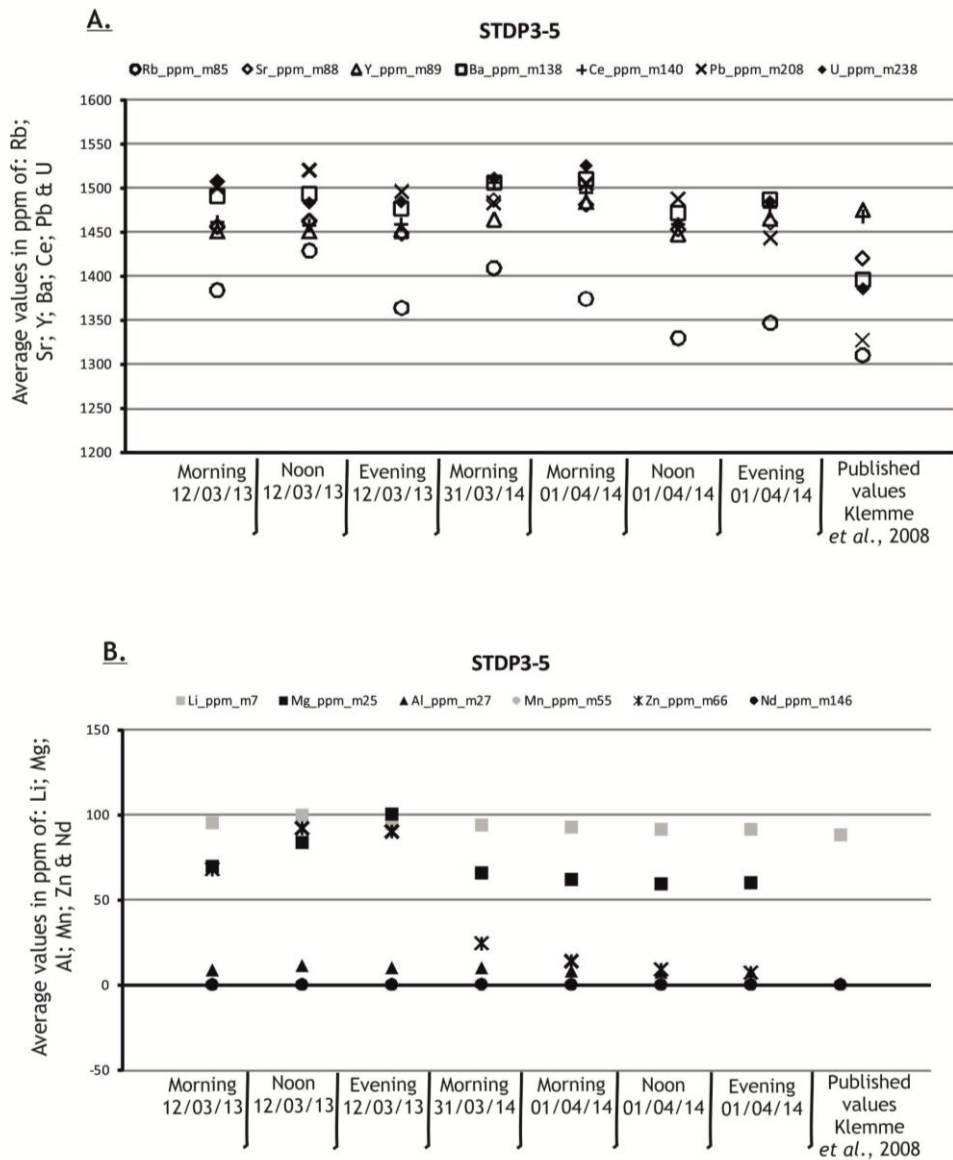 A.
STDP3-5
Rb_ppm_m85 Sr_ppm_m88 Y_ppm_m89 Ba_ppm_m138 Ce_ppm_m140 Pb_ppm_m208 U_ppm_m238
Average values in ppm of: Rb;
Sr; Y; Ba; Ce; Pb & U
1600
1550
1500
1450
1400
1350
1300
1250
1200
Morning
12/03/13
Noon
12/03/13
Evening
12/03/13
Morning
31/03/14
Morning
01/04/14
Noon
01/04/14
Evening
01/04/14
Published
values
Klemme
et al., 2008
B.
STDP3-5
Li_ppm_m7 Mg_ppm_m25 Al_ppm_m27 Mn_ppm_m55 Zn_ppm_m66 Nd_ppm_m146
Average values in ppm of: Li; Mg;
Al; Mn; Zn & Nd
150
100
50
0
-50
Morning
12/03/13
Noon
12/03/13
Evening
12/03/13
Morning
31/03/14
Morning
01/04/14
Noon
01/04/14
Evening
01/04/14
Published
values
Klemme
et al., 2008